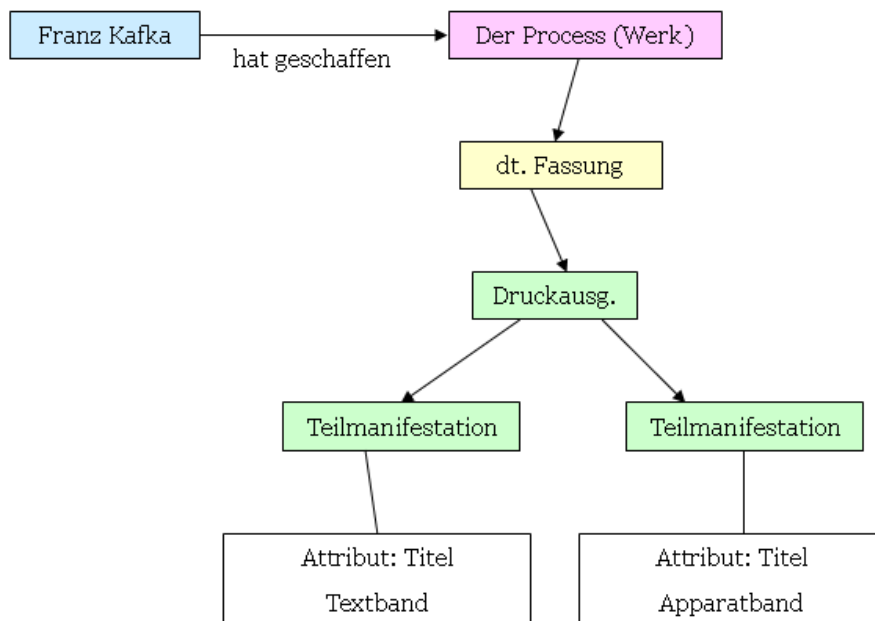 Franz Kafka
Der Process (Werk)
hat geschaffen
dt. Fassung
Druckausg.
Teilmanifestation
Teilmanifestation
Attribut: Titel
Textband
Attribut: Titel
Apparatband